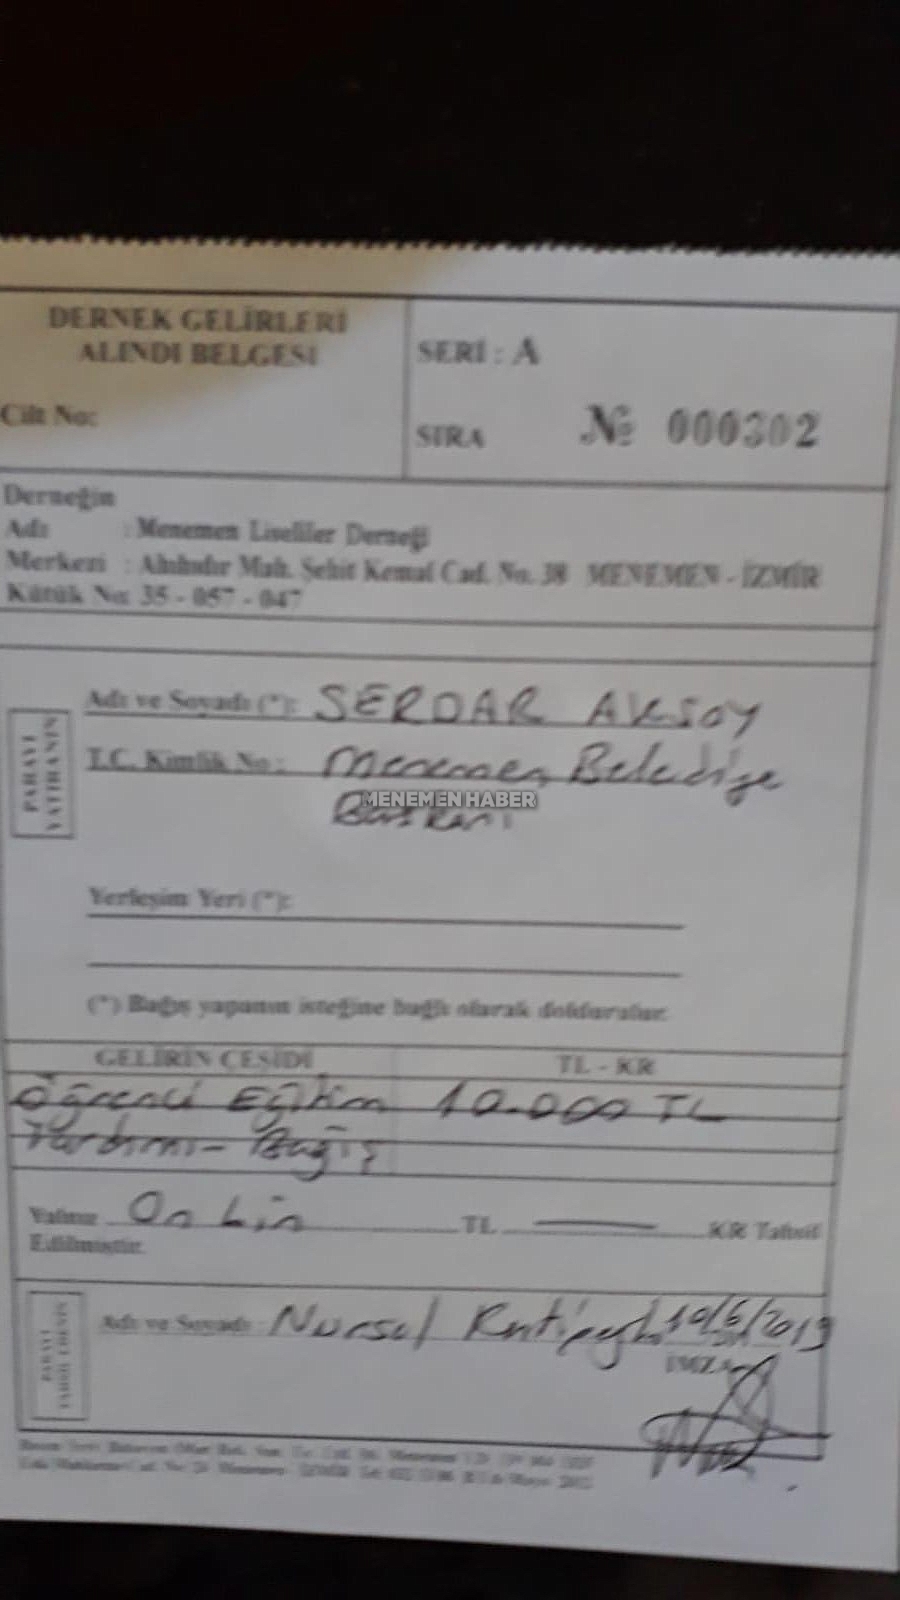 DERNEK GELİRLERİ
ALINDI BELGESİ
SERİ : A
Cilt No:
SIRA № 000302
Derneğin
Adı : Menemen Liseliler Derneği
Merkezi : Ahıhıdır Mah. Şehit Kemal Cad. No. 38 MENEMEN - İZMİR
Kütük No: 35 - 057 - 047
PARAYI
YATIRANIN
Adı ve Soyadı (*): SERDAR AKSOY
T.C. Kimlik No : Menemen Belediye
Başkanı
MENEMEN HABER
Yerleşim Yeri (*):
(*) Bağış yapanın isteğine bağlı olarak doldurulur.
GELİRİN ÇEŞİDİ TL - KR
Öğrenci Eğitim 10.000 TL
Yardımı - Bağış
Yalnız On bin TL KR Tahsil
Edilmiştir.
PARAYI
TAHSİL EDENİN
Adı ve Soyadı : Nursel 10/6/2019
İMZA